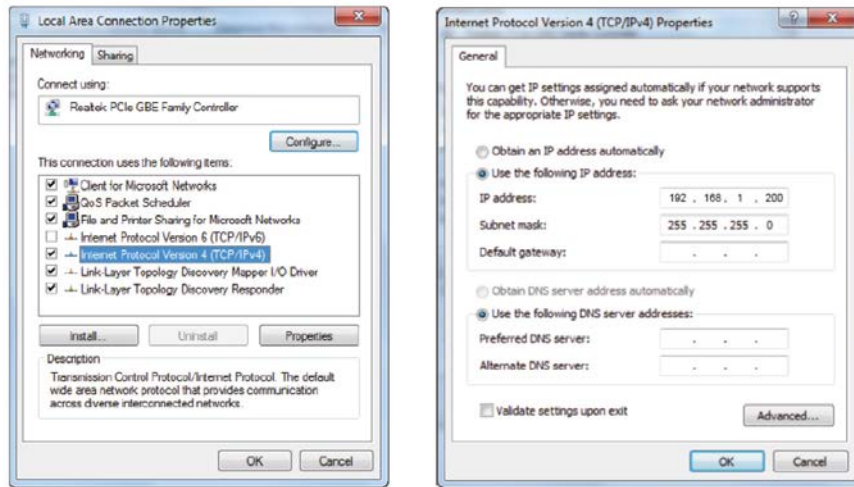 Local Area Connection Properties
Networking
Sharing
Connect using:
Realtek PCIe GBE Family Controller
Configure...
This connection uses the following items:
Client for Microsoft Networks
QoS Packet Scheduler
File and Printer Sharing for Microsoft Networks
Internet Protocol Version 6 (TCP/IPv6)
Internet Protocol Version 4 (TCP/IPv4)
Link-Layer Topology Discovery Mapper I/O Driver
Link-Layer Topology Discovery Responder
Install...
Uninstall
Properties
Description
Transmission Control Protocol/Internet Protocol. The default
wide area network protocol that provides communication
across diverse interconnected networks.
OK
Cancel
Internet Protocol Version 4 (TCP/IPv4) Properties
General
You can get IP settings assigned automatically if your network supports
this capability. Otherwise, you need to ask your network administrator
for the appropriate IP settings.
Obtain an IP address automatically
Use the following IP address:
IP address: 192 . 168 . 1 . 200
Subnet mask: 255 . 255 . 255 . 0
Default gateway: . . .
Obtain DNS server address automatically
Use the following DNS server addresses:
Preferred DNS server: . . .
Alternate DNS server: . . .
Validate settings upon exit
Advanced...
OK
Cancel